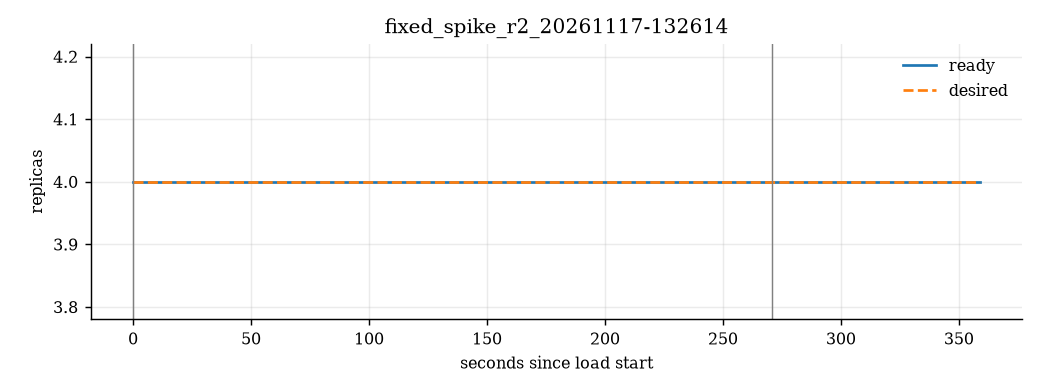 fixed_spike_r2_20261117-132614
ready
desired
replicas
4.2
4.1
4.0
3.9
3.8
0 50 100 150 200 250 300 350
seconds since load start